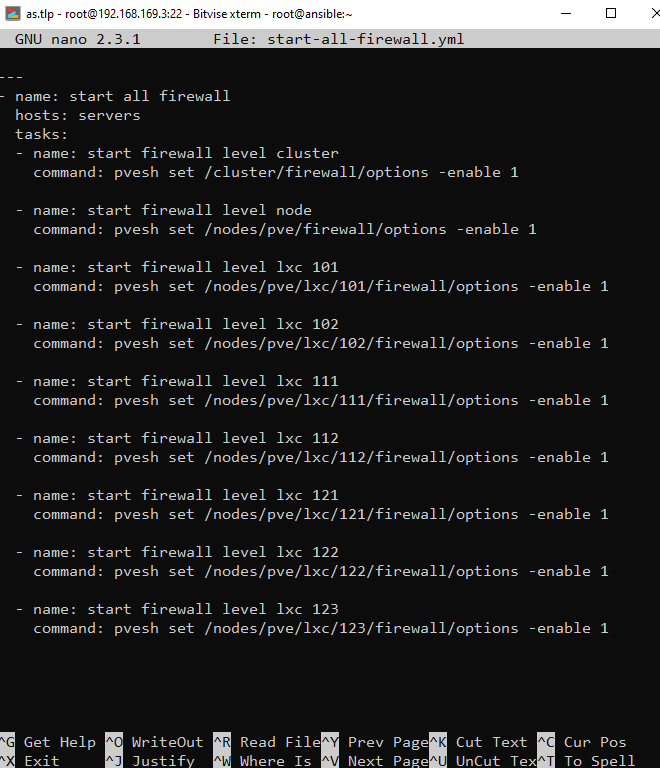 as.tlp - root@192.168.169.3:22 - Bitvise xterm - root@ansible:~
GNU nano 2.3.1 File: start-all-firewall.yml
---
- name: start all firewall
hosts: servers
tasks:
- name: start firewall level cluster
command: pvesh set /cluster/firewall/options -enable 1
- name: start firewall level node
command: pvesh set /nodes/pve/firewall/options -enable 1
- name: start firewall level lxc 101
command: pvesh set /nodes/pve/lxc/101/firewall/options -enable 1
- name: start firewall level lxc 102
command: pvesh set /nodes/pve/lxc/102/firewall/options -enable 1
- name: start firewall level lxc 111
command: pvesh set /nodes/pve/lxc/111/firewall/options -enable 1
- name: start firewall level lxc 112
command: pvesh set /nodes/pve/lxc/112/firewall/options -enable 1
- name: start firewall level lxc 121
command: pvesh set /nodes/pve/lxc/121/firewall/options -enable 1
- name: start firewall level lxc 122
command: pvesh set /nodes/pve/lxc/122/firewall/options -enable 1
- name: start firewall level lxc 123
command: pvesh set /nodes/pve/lxc/123/firewall/options -enable 1
^G Get Help ^O WriteOut ^R Read File ^Y Prev Page ^K Cut Text ^C Cur Pos
^X Exit ^J Justify ^W Where Is ^V Next Page ^U UnCut Tex ^T To Spell